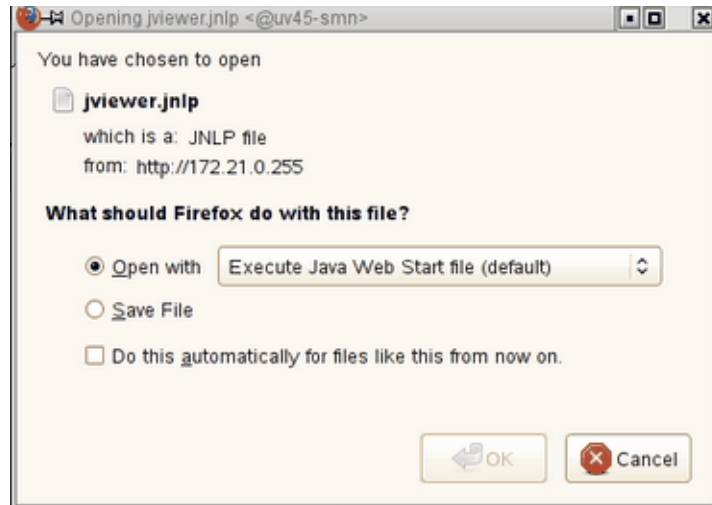 Opening jviewer.jnlp <@uv45-smn>
You have chosen to open
jviewer.jnlp
which is a: JNLP file
from: http://172.21.0.255
What should Firefox do with this file?
Open with Execute Java Web Start file (default)
Save File
Do this automatically for files like this from now on.
OK Cancel